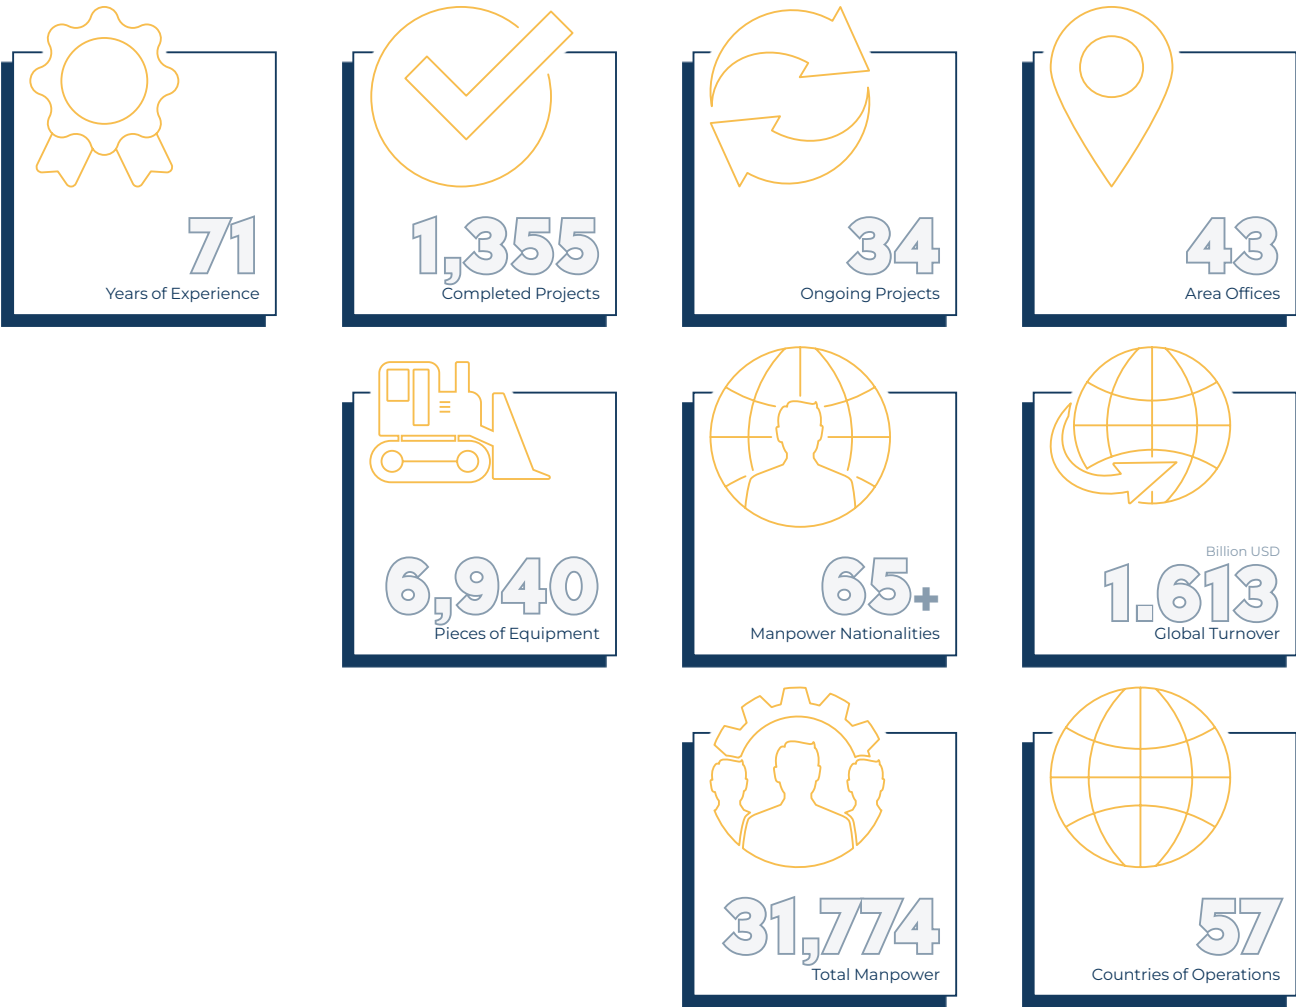 71
Years of Experience
1,355
Completed Projects
34
Ongoing Projects
43
Area Offices
6,940
Pieces of Equipment
65+
Manpower Nationalities
Billion USD
1.613
Global Turnover
31,774
Total Manpower
57
Countries of Operations